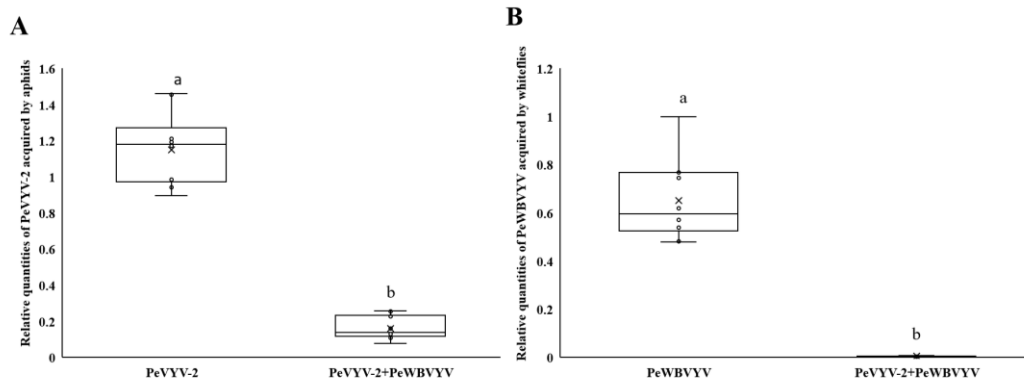 A
Relative quantities of PeVYV-2 acquired by aphids
1.6
1.4
1.2
1
0.8
0.6
0.4
0.2
0
a
b
PeVYV-2
PeVYV-2+PeWBVYV
B
Relative quantities of PeWBVYV acquired by whiteflies
1.2
1
0.8
0.6
0.4
0.2
0
a
b
PeWBVYV
PeVYV-2+PeWBVYV